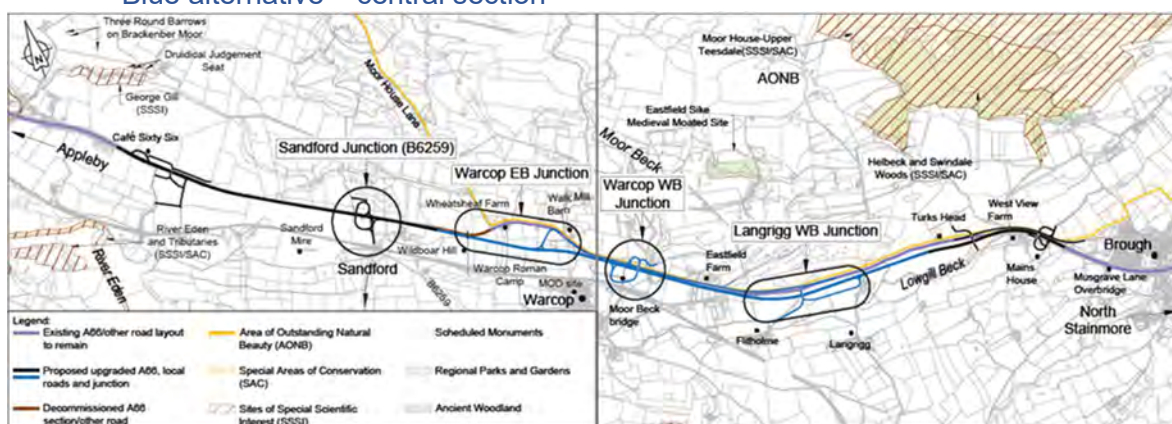 Blue alternative – central section
Three Round Barrows
on Brackenber Moor
Druidical Judgement
Seat
George Gill
(SSSI)
Café Sixty Six
Appleby
River Eden
and Tributaries
(SSSI/SAC)
River Eden
Sandford
Mire
Moor House Lane
Sandford Junction (B6259)
Sandford
Wildboar Hill
B6259
Warcop EB Junction
Wheatsheaf Farm
Walk Mill
Barn
Warcop Roman
Camp
MOD site
Warcop
Moor House-Upper
Teesdale(SSSI/SAC)
AONB
Eastfield Sike
Medieval Moated Site
Moor Beck
Warcop WB
Junction
Moor Beck
bridge
Eastfield
Farm
Langrigg WB Junction
Flitholme
Langrigg
Helbeck and Swindale
Woods (SSSI/SAC)
Turks Head
West View
Farm
Lowgill Beck
Mains
House
Brough
Musgrave Lane
Overbridge
North
Stainmore
Legend:
Existing A66/other road layout
to remain
Proposed upgraded A66, local
roads and junction
Decommissioned A66
section/other road
Area of Outstanding Natural
Beauty (AONB)
Special Areas of Conservation
(SAC)
Sites of Special Scientific
Interest (SSSI)
Scheduled Monuments
Regional Parks and Gardens
Ancient Woodland